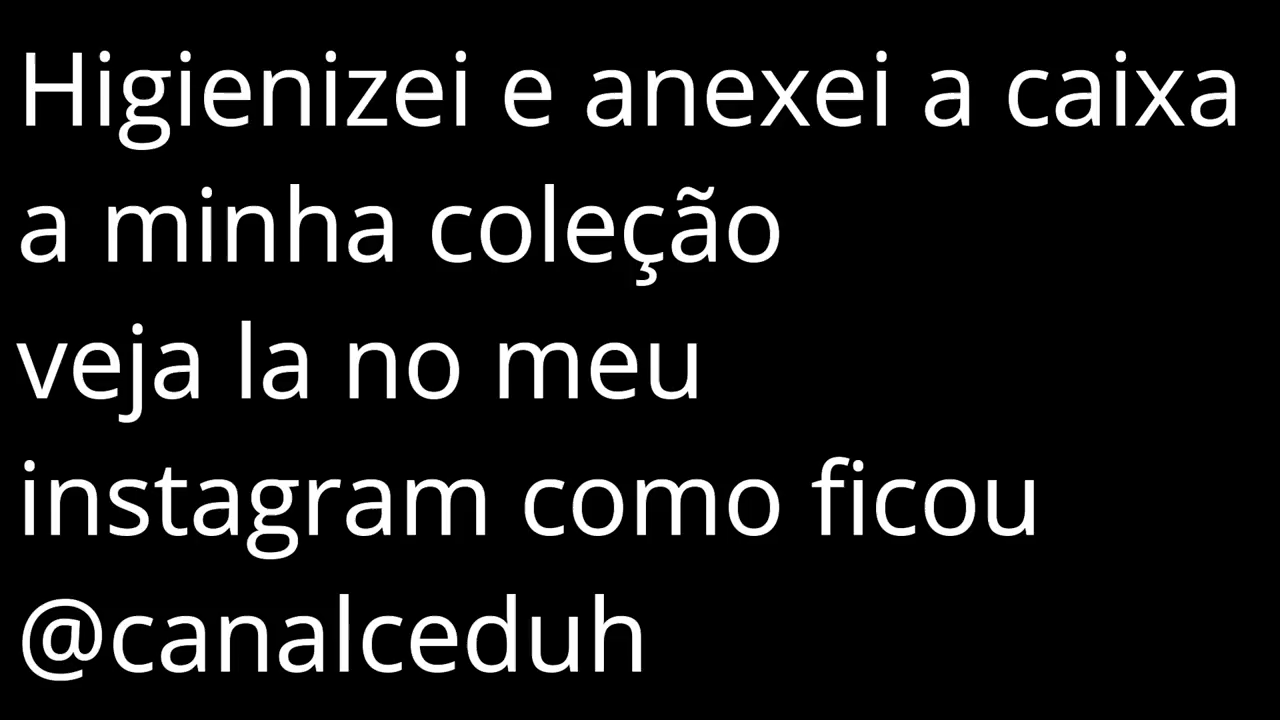 Higienizei e anexei a caixa
a minha coleção
veja la no meu
instagram como ficou
@canalceduh